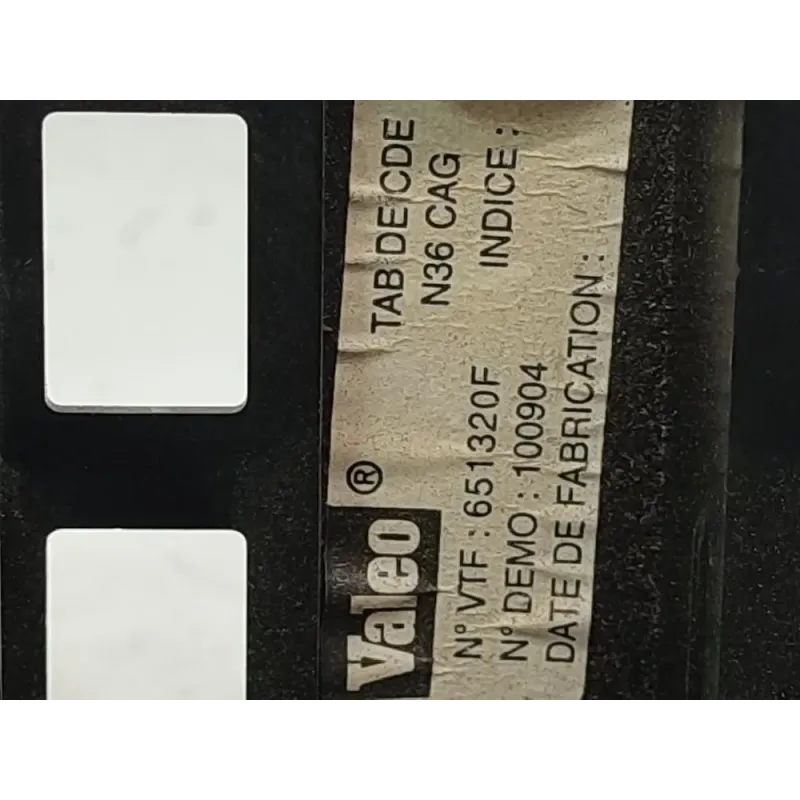 Valeo ® TAB DE CDE
N36 CAG
N° VTF : 651320F INDICE :
N° DEMO : 100904
DATE DE FABRICATION :